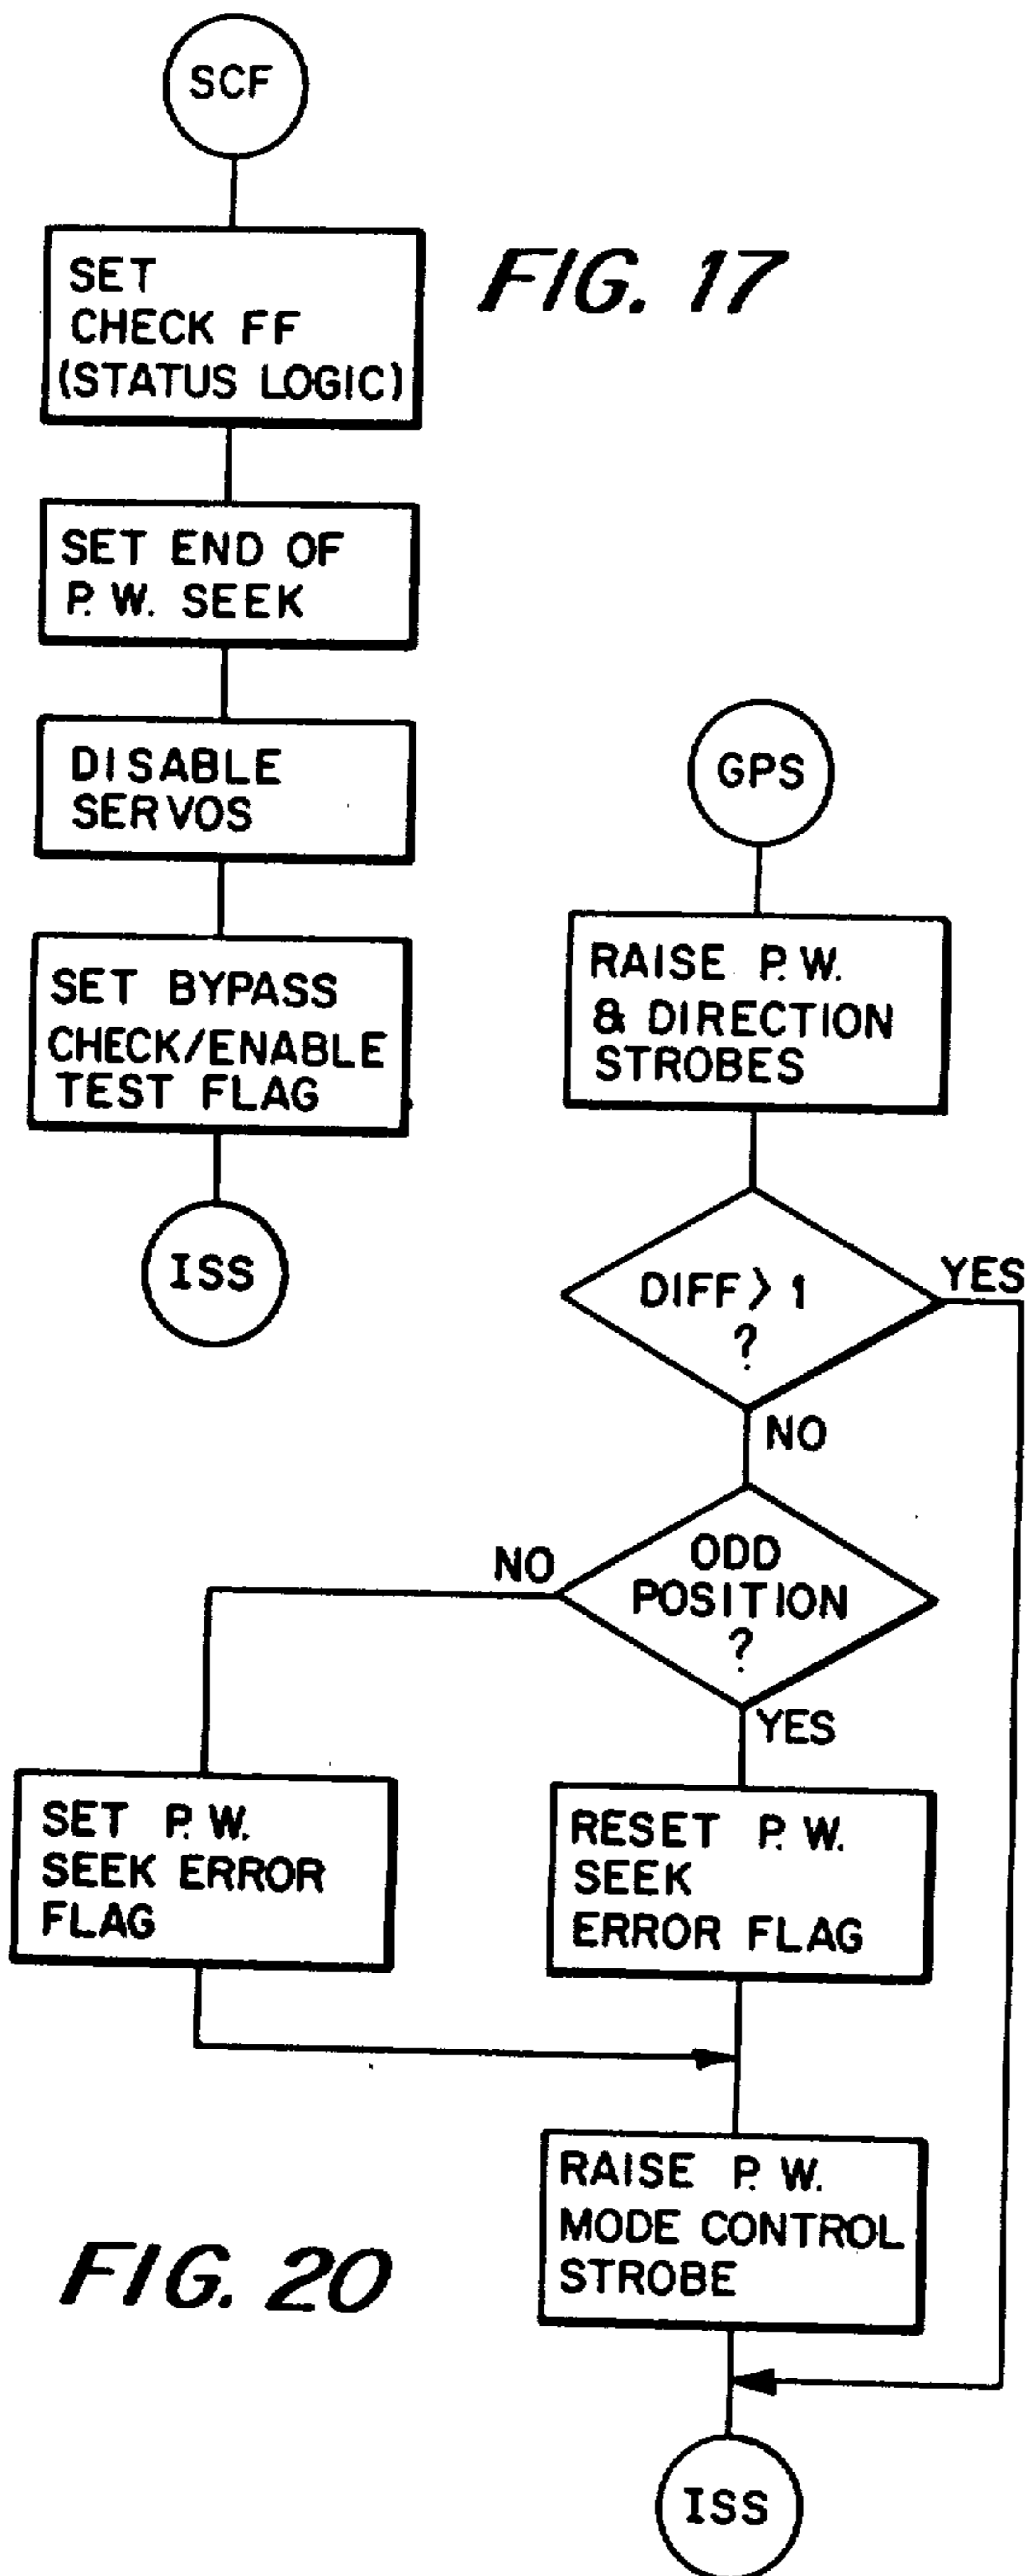 SCF
SET
CHECK FF
(STATUS LOGIC)
FIG. 17
SET END OF
P. W. SEEK
DISABLE
SERVOS
SET BYPASS
CHECK/ENABLE
TEST FLAG
ISS
GPS
RAISE P. W.
& DIRECTION
STROBES
DIFF > 1
?
YES
NO
ODD
POSITION
?
NO
YES
SET P. W.
SEEK ERROR
FLAG
RESET P. W.
SEEK
ERROR FLAG
RAISE P. W.
MODE CONTROL
STROBE
FIG. 20
ISS